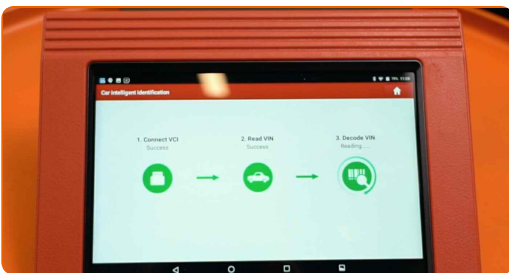 Car Intelligent Identification
1. Connect VCI
Success
2. Read VIN
Success
3. Decode VIN
Reading ...